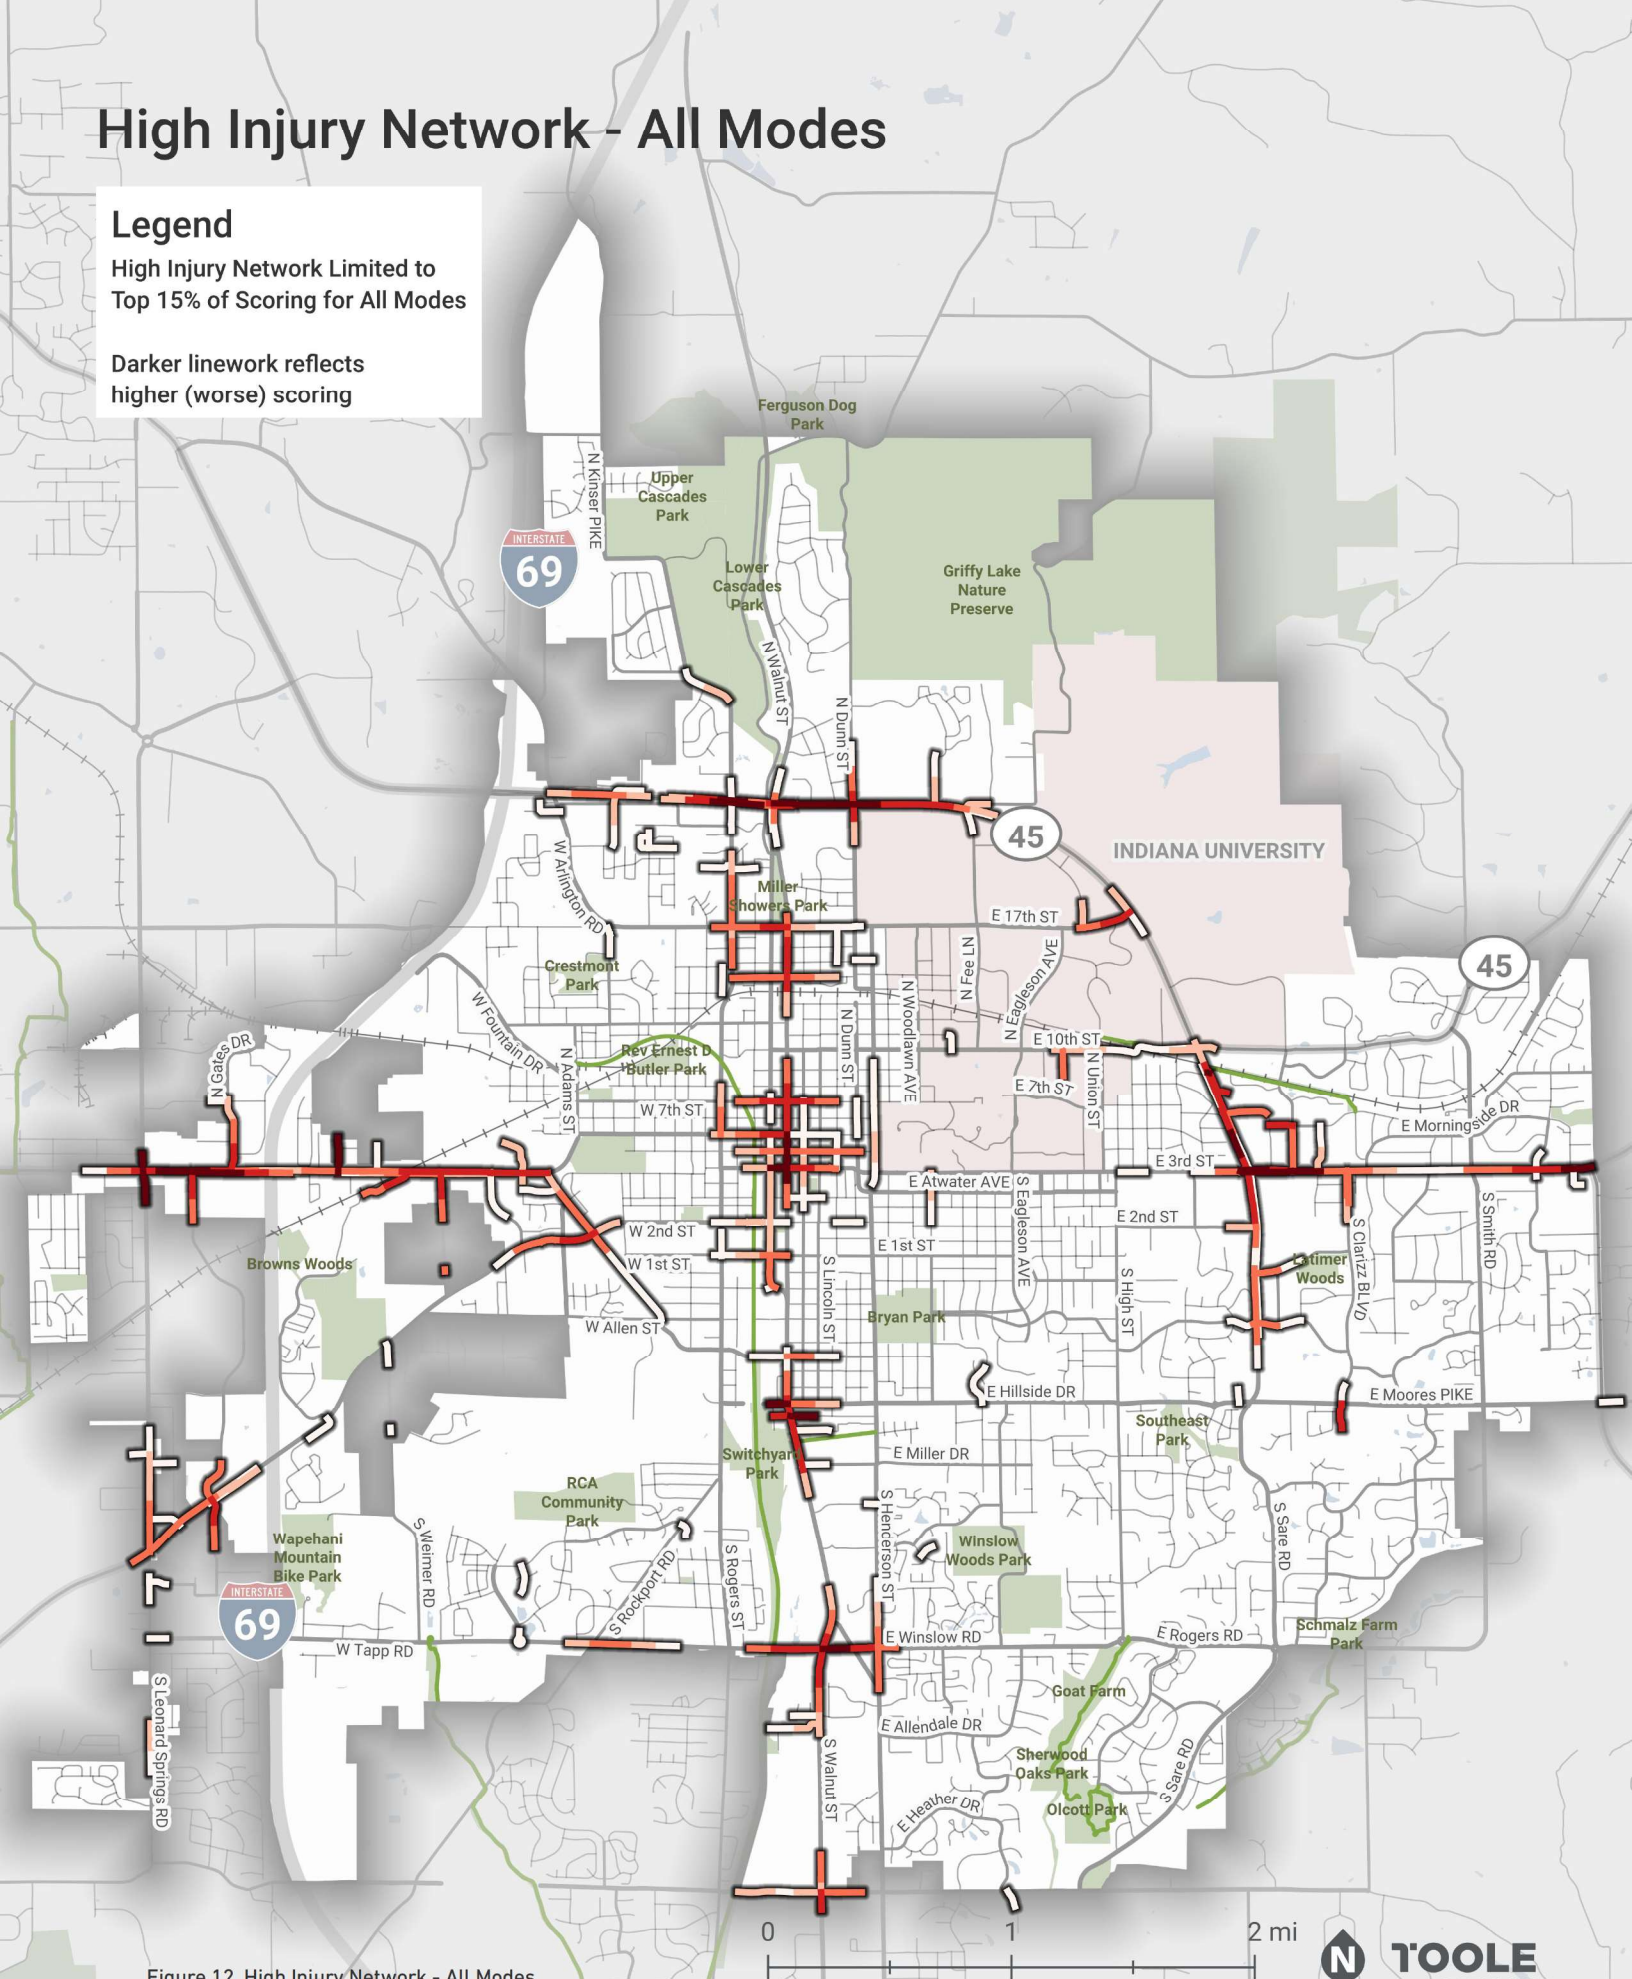 High Injury Network - All Modes
Legend
High Injury Network Limited to
Top 15% of Scoring for All Modes
Darker linework reflects
higher (worse) scoring
Ferguson Dog
Park
N Kinser PIKE
Upper
Cascades
Park
INTERSTATE
69
Lower
Cascades
Park
Griffy Lake
Nature
Preserve
N Walnut ST
N Dunn ST
45
INDIANA UNIVERSITY
W Arlington RD
Miller
Showers Park
E 17th ST
N Fee LN
N Eagleson AVE
45
Crestmont
Park
W Fountain DR
N Woodlawn AVE
N Dunn ST
E 10th ST
N Gates DR
N Adams ST
Rev Ernest D
Butler Park
E 7th ST
N Union ST
W 7th ST
E Morningside DR
E 3rd ST
E Atwater AVE
S Eagleson AVE
E 2nd ST
W 2nd ST
E 1st ST
W 1st ST
S Smith RD
S Clarizz BLVD
Latimer
Woods
Browns Woods
S Lincoln ST
S High ST
Bryan Park
W Allen ST
E Hillside DR
E Moores PIKE
Southeast
Park
E Miller DR
Switchyar
Park
RCA
Community
Park
S Henderson ST
S Sare RD
Wapehani
Mountain
Bike Park
S Weimer RD
Winslow
Woods Park
S Rockport RD
S Rogers ST
INTERSTATE
69
W Tapp RD
E Winslow RD
E Rogers RD
Schmalz Farm
Park
S Leonard Springs RD
Goat Farm
E Allendale DR
S Walnut ST
Sherwood
Oaks Park
S Sare RD
E Heather DR
Olcott Park
0 1 2 mi
N TOOLE
Figure 12. High Injury Network - All Modes